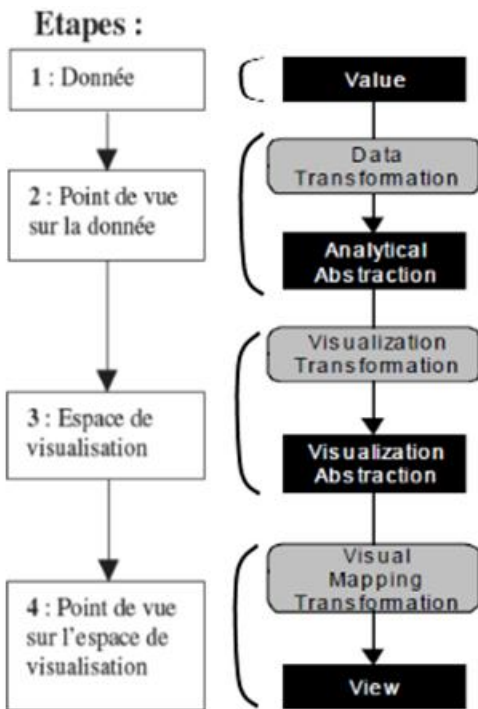 Etapes :
1 : Donnée
2 : Point de vue
sur la donnée
3 : Espace de
visualisation
4 : Point de vue
sur l'espace de
visualisation
Value
Data
Transformation
Analytical
Abstraction
Visualization
Transformation
Visualization
Abstraction
Visual
Mapping
Transformation
View